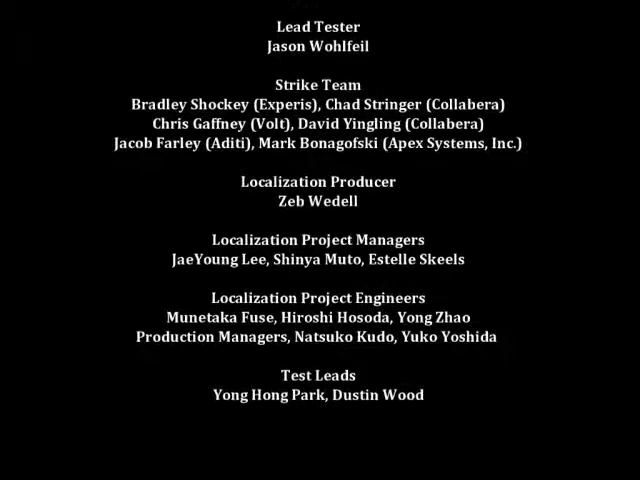 Lead Tester
Jason Wohlfeil
Strike Team
Bradley Shockey (Experis), Chad Stringer (Collabera)
Chris Gaffney (Volt), David Yingling (Collabera)
Jacob Farley (Aditi), Mark Bonagofski (Apex Systems, Inc.)
Localization Producer
Zeb Wedell
Localization Project Managers
JaeYoung Lee, Shinya Muto, Estelle Skeels
Localization Project Engineers
Munetaka Fuse, Hiroshi Hosoda, Yong Zhao
Production Managers, Natsuko Kudo, Yuko Yoshida
Test Leads
Yong Hong Park, Dustin Wood